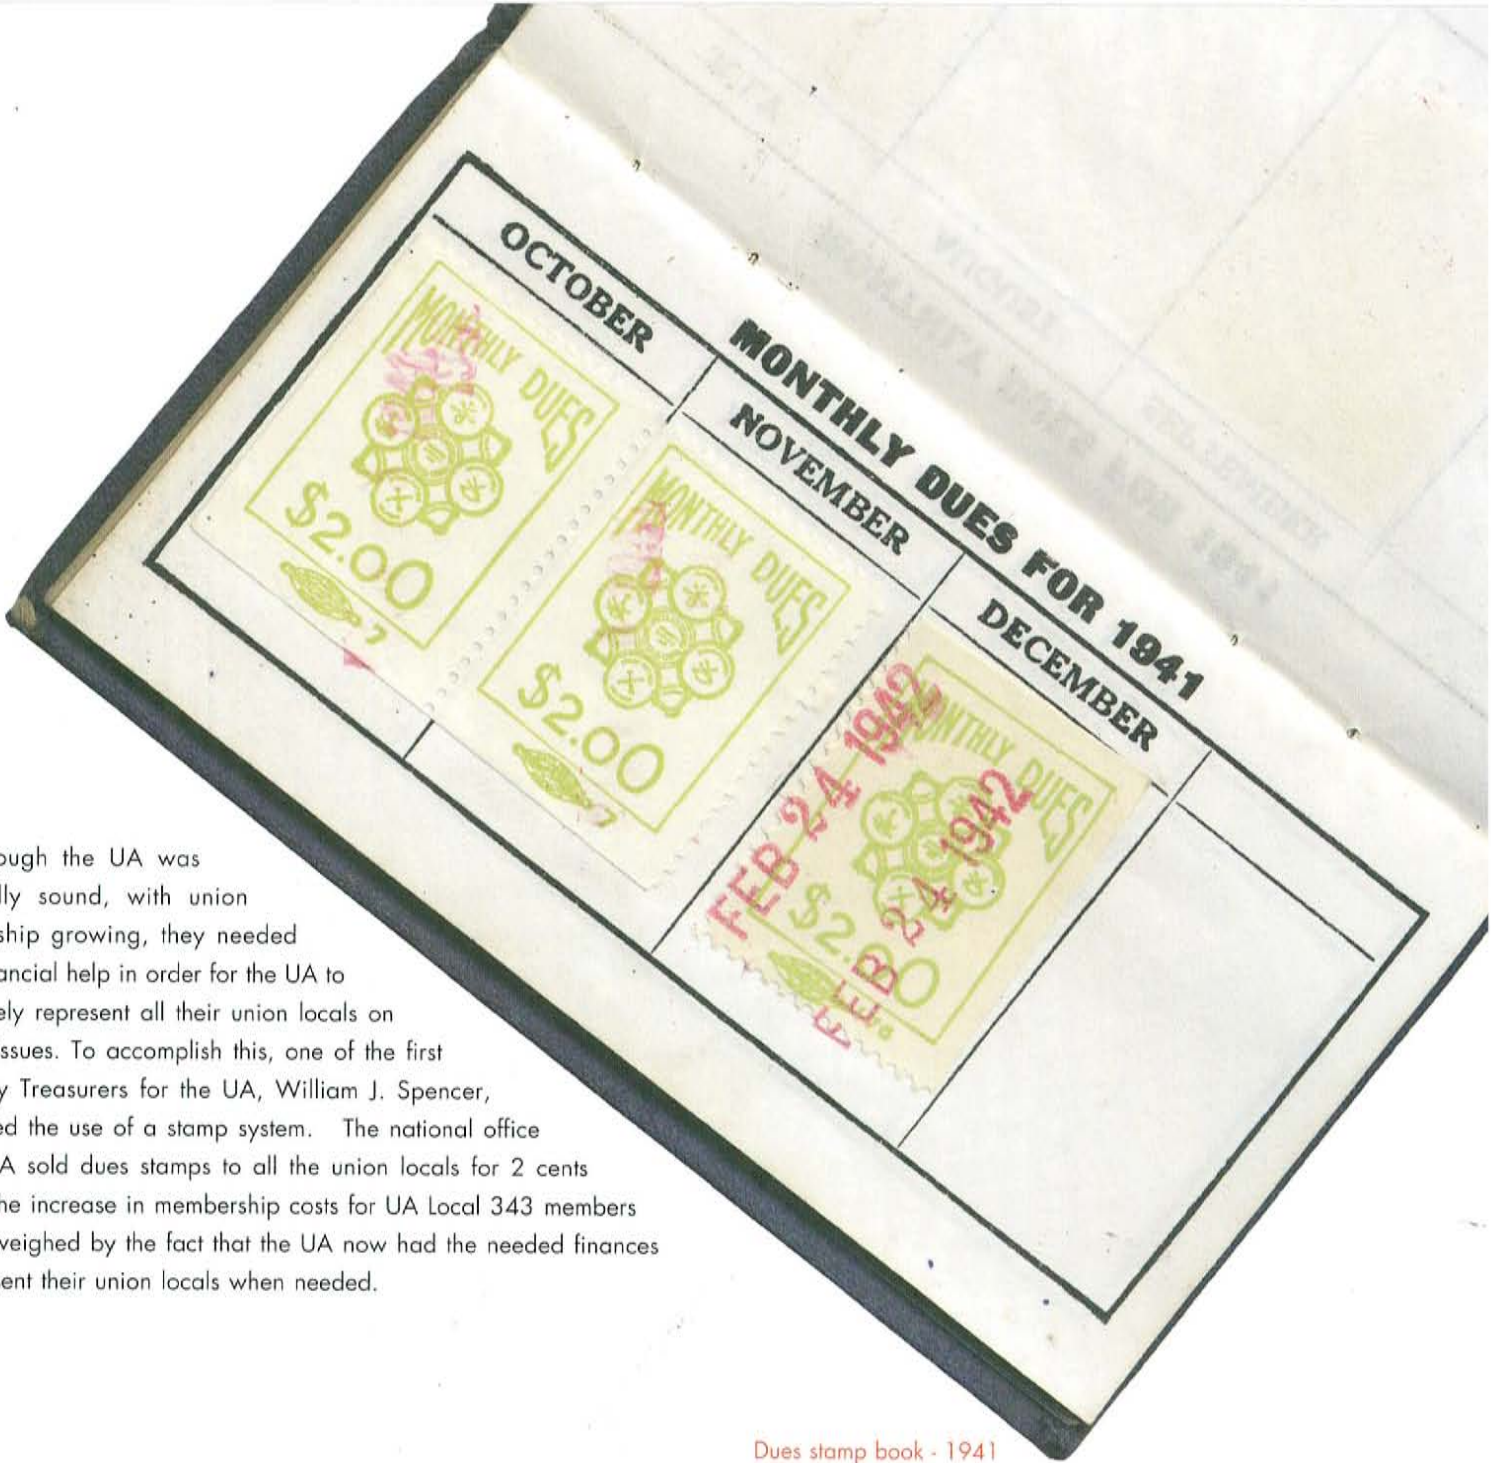 MONTHLY DUES FOR 1941
OCTOBER
NOVEMBER
DECEMBER
MONTHLY DUES
$2.00
7
MONTHLY DUES
$2.00
7
MONTHLY DUES
$2.00
FEB 24 1942
FEB 24 1942
ough the UA was
lly sound, with union
ship growing, they needed
ancial help in order for the UA to
ely represent all their union locals on
ssues. To accomplish this, one of the first
y Treasurers for the UA, William J. Spencer,
ed the use of a stamp system. The national office
A sold dues stamps to all the union locals for 2 cents
he increase in membership costs for UA Local 343 members
weighed by the fact that the UA now had the needed finances
ent their union locals when needed.
Dues stamp book - 1941